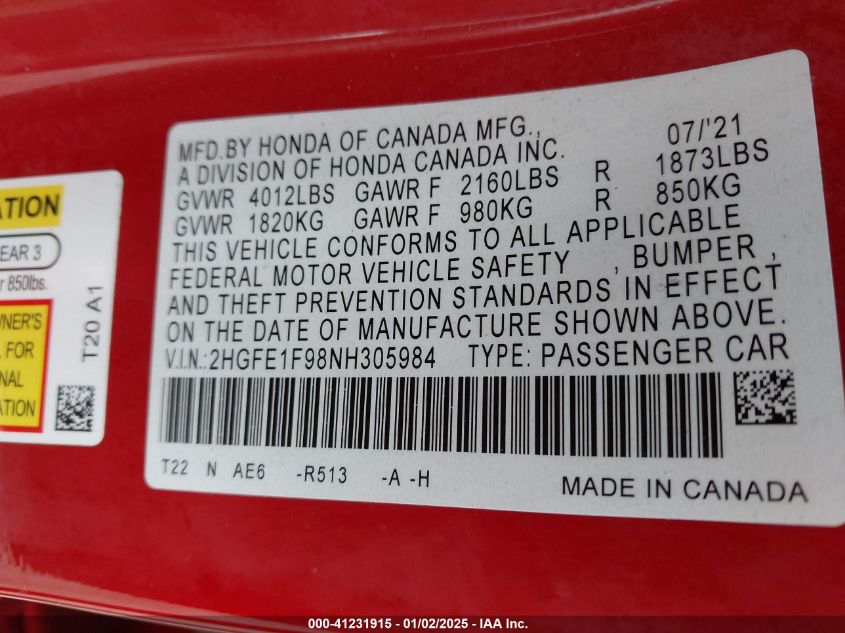 MFD.BY HONDA OF CANADA MFG., 07/'21
A DIVISION OF HONDA CANADA INC.
GVWR 4012LBS GAWR F 2160LBS R 1873LBS
GVWR 1820KG GAWR F 980KG R 850KG
THIS VEHICLE CONFORMS TO ALL APPLICABLE
FEDERAL MOTOR VEHICLE SAFETY , BUMPER ,
AND THEFT PREVENTION STANDARDS IN EFFECT
ON THE DATE OF MANUFACTURE SHOWN ABOVE.
V.I.N.:2HGFE1F98NH305984 TYPE: PASSENGER CAR
T22 N AE6 -R513 -A -H
MADE IN CANADA
EAR 3
850lbs.
NER'S
FOR
T20 A1
000-41231915 - 01/02/2025 - IAA Inc.